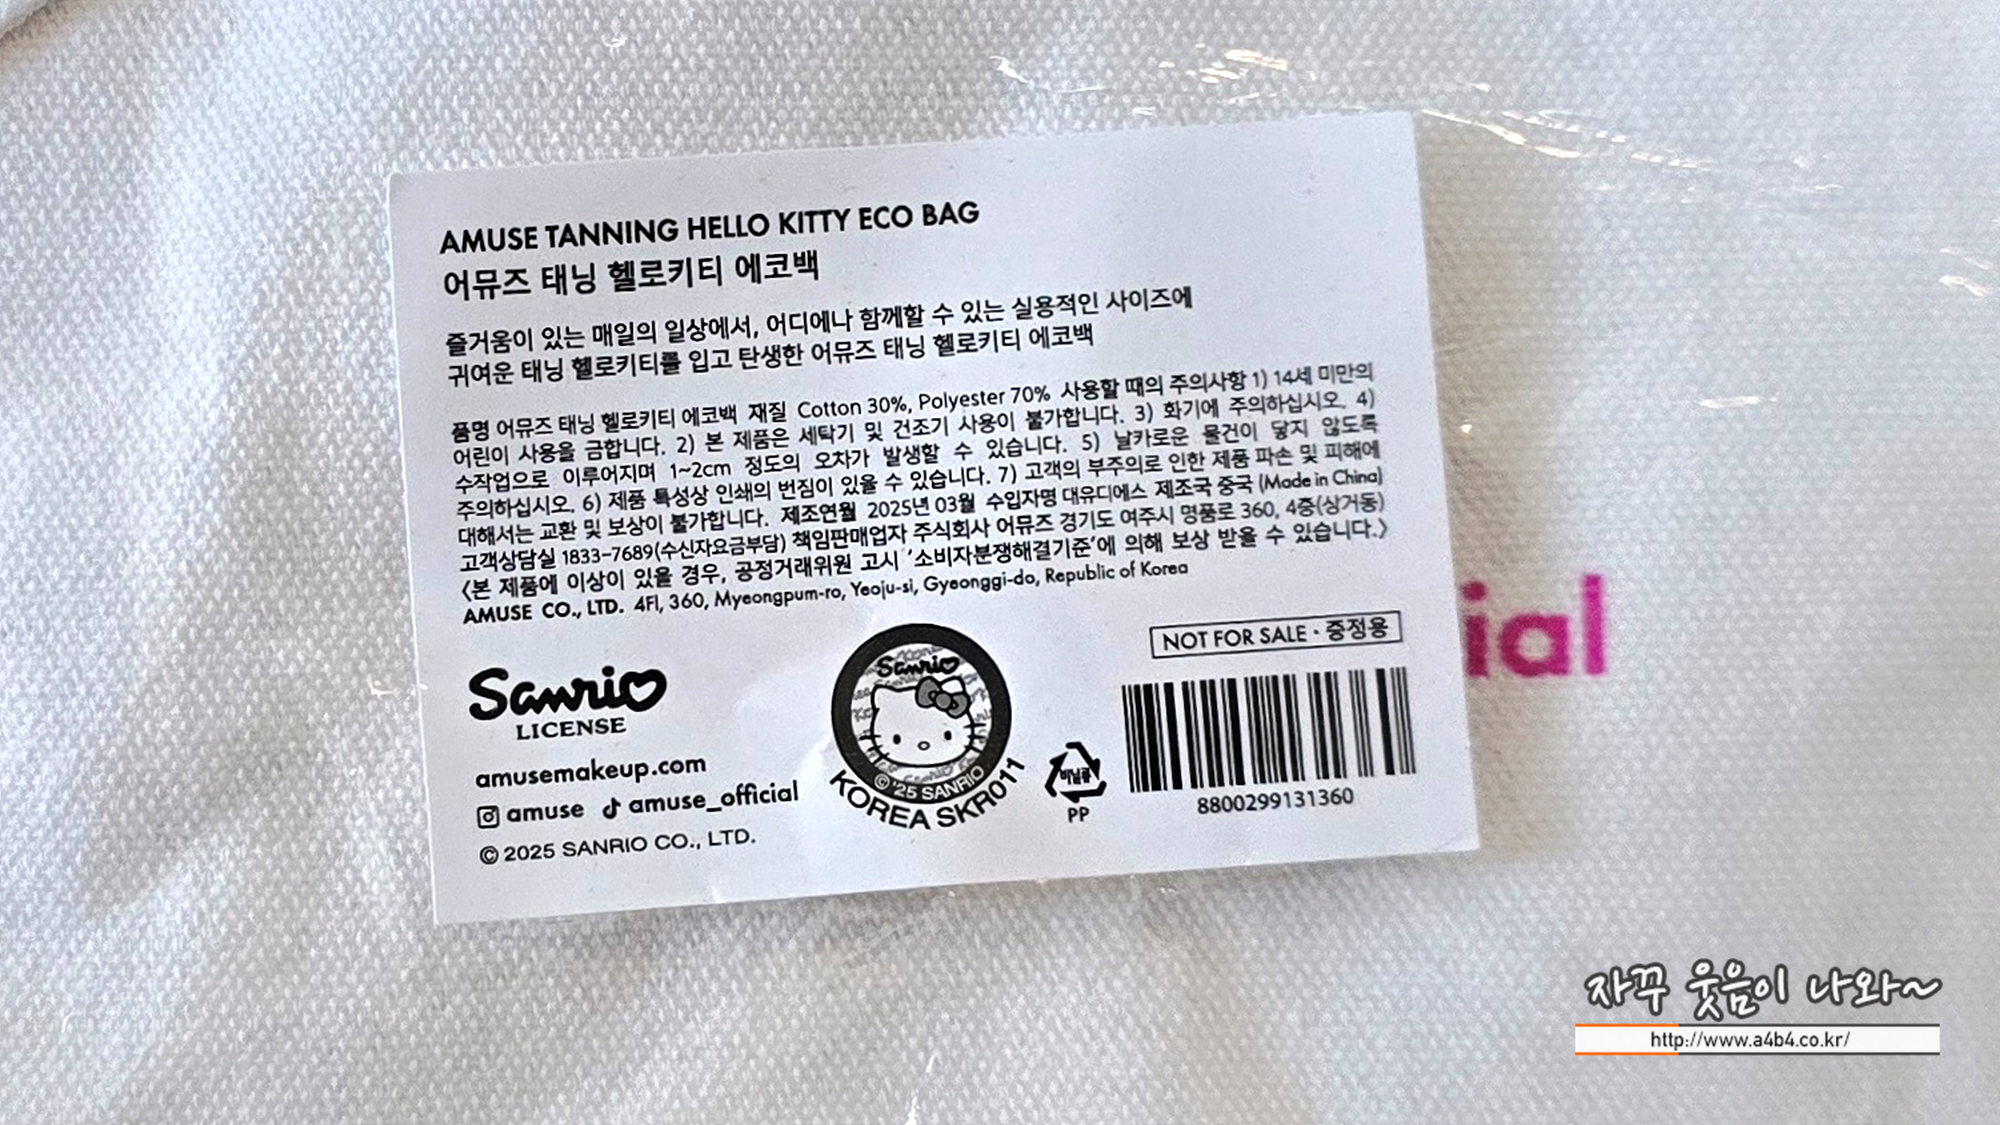 AMUSE TANNING HELLO KITTY ECO BAG
어뮤즈 태닝 헬로키티 에코백
즐거움이 있는 매일의 일상에서, 어디에나 함께할 수 있는 실용적인 사이즈에
귀여운 태닝 헬로키티를 입고 탄생한 어뮤즈 태닝 헬로키티 에코백
품명 어뮤즈 태닝 헬로키티 에코백 재질 Cotton 30%, Polyester 70% 사용할 때의 주의사항 1) 14세 미만의
어린이 사용을 금합니다. 2) 본 제품은 세탁기 및 건조기 사용이 불가합니다. 3) 화기에 주의하십시오. 4)
수작업으로 이루어지며 1~2cm 정도의 오차가 발생할 수 있습니다. 5) 날카로운 물건이 닿지 않도록
주의하십시오. 6) 제품 특성상 인쇄의 번짐이 있을 수 있습니다. 7) 고객의 부주의로 인한 제품 파손 및 피해에
대해서는 교환 및 보상이 불가합니다. 제조연월 2025년 03월 수입자명 대유디에스 제조국 중국 (Made in China)
고객상담실 1833-7689(수신자요금부담) 책임판매업자 주식회사 어뮤즈 경기도 여주시 명품로 360, 4층(상거동)
<본 제품에 이상이 있을 경우, 공정거래위원 고시 '소비자분쟁해결기준'에 의해 보상 받을 수 있습니다.>
AMUSE CO., LTD. 4Fl, 360, Myeongpum-ro, Yeoju-si, Gyeonggi-do, Republic of Korea
NOT FOR SALE · 증정용
Sanrio
LICENSE
amusemakeup.com
amuse amuse_official
© 2025 SANRIO CO., LTD.
Sanrio
© '25 SANRIO
KOREA SKR011
비닐류
PP
8800299131360
ial
자꾸 웃음이 나와~
http://www.a4b4.co.kr/